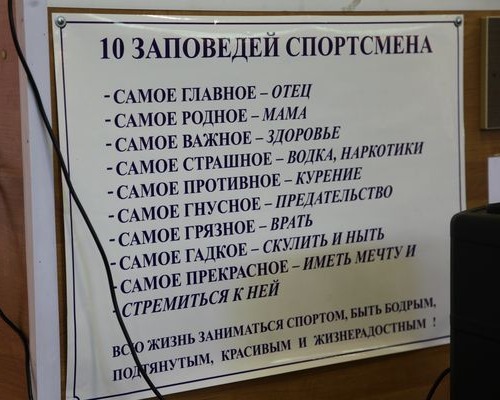 10 ЗАПОВЕДЕЙ СПОРТСМЕНА
- САМОЕ ГЛАВНОЕ – ОТЕЦ
- САМОЕ РОДНОЕ – МАМА
- САМОЕ ВАЖНОЕ – ЗДОРОВЬЕ
- САМОЕ СТРАШНОЕ – ВОДКА, НАРКОТИКИ
- САМОЕ ПРОТИВНОЕ – КУРЕНИЕ
- САМОЕ ГНУСНОЕ – ПРЕДАТЕЛЬСТВО
- САМОЕ ГРЯЗНОЕ – ВРАТЬ
- САМОЕ ГАДКОЕ – СКУЛИТЬ И НЫТЬ
- САМОЕ ПРЕКРАСНОЕ – ИМЕТЬ МЕЧТУ И
- СТРЕМИТЬСЯ К НЕЙ
ВСЮ ЖИЗНЬ ЗАНИМАТЬСЯ СПОРТОМ, БЫТЬ БОДРЫМ,
ПОДТЯНУТЫМ, КРАСИВЫМ И ЖИЗНЕРАДОСТНЫМ !